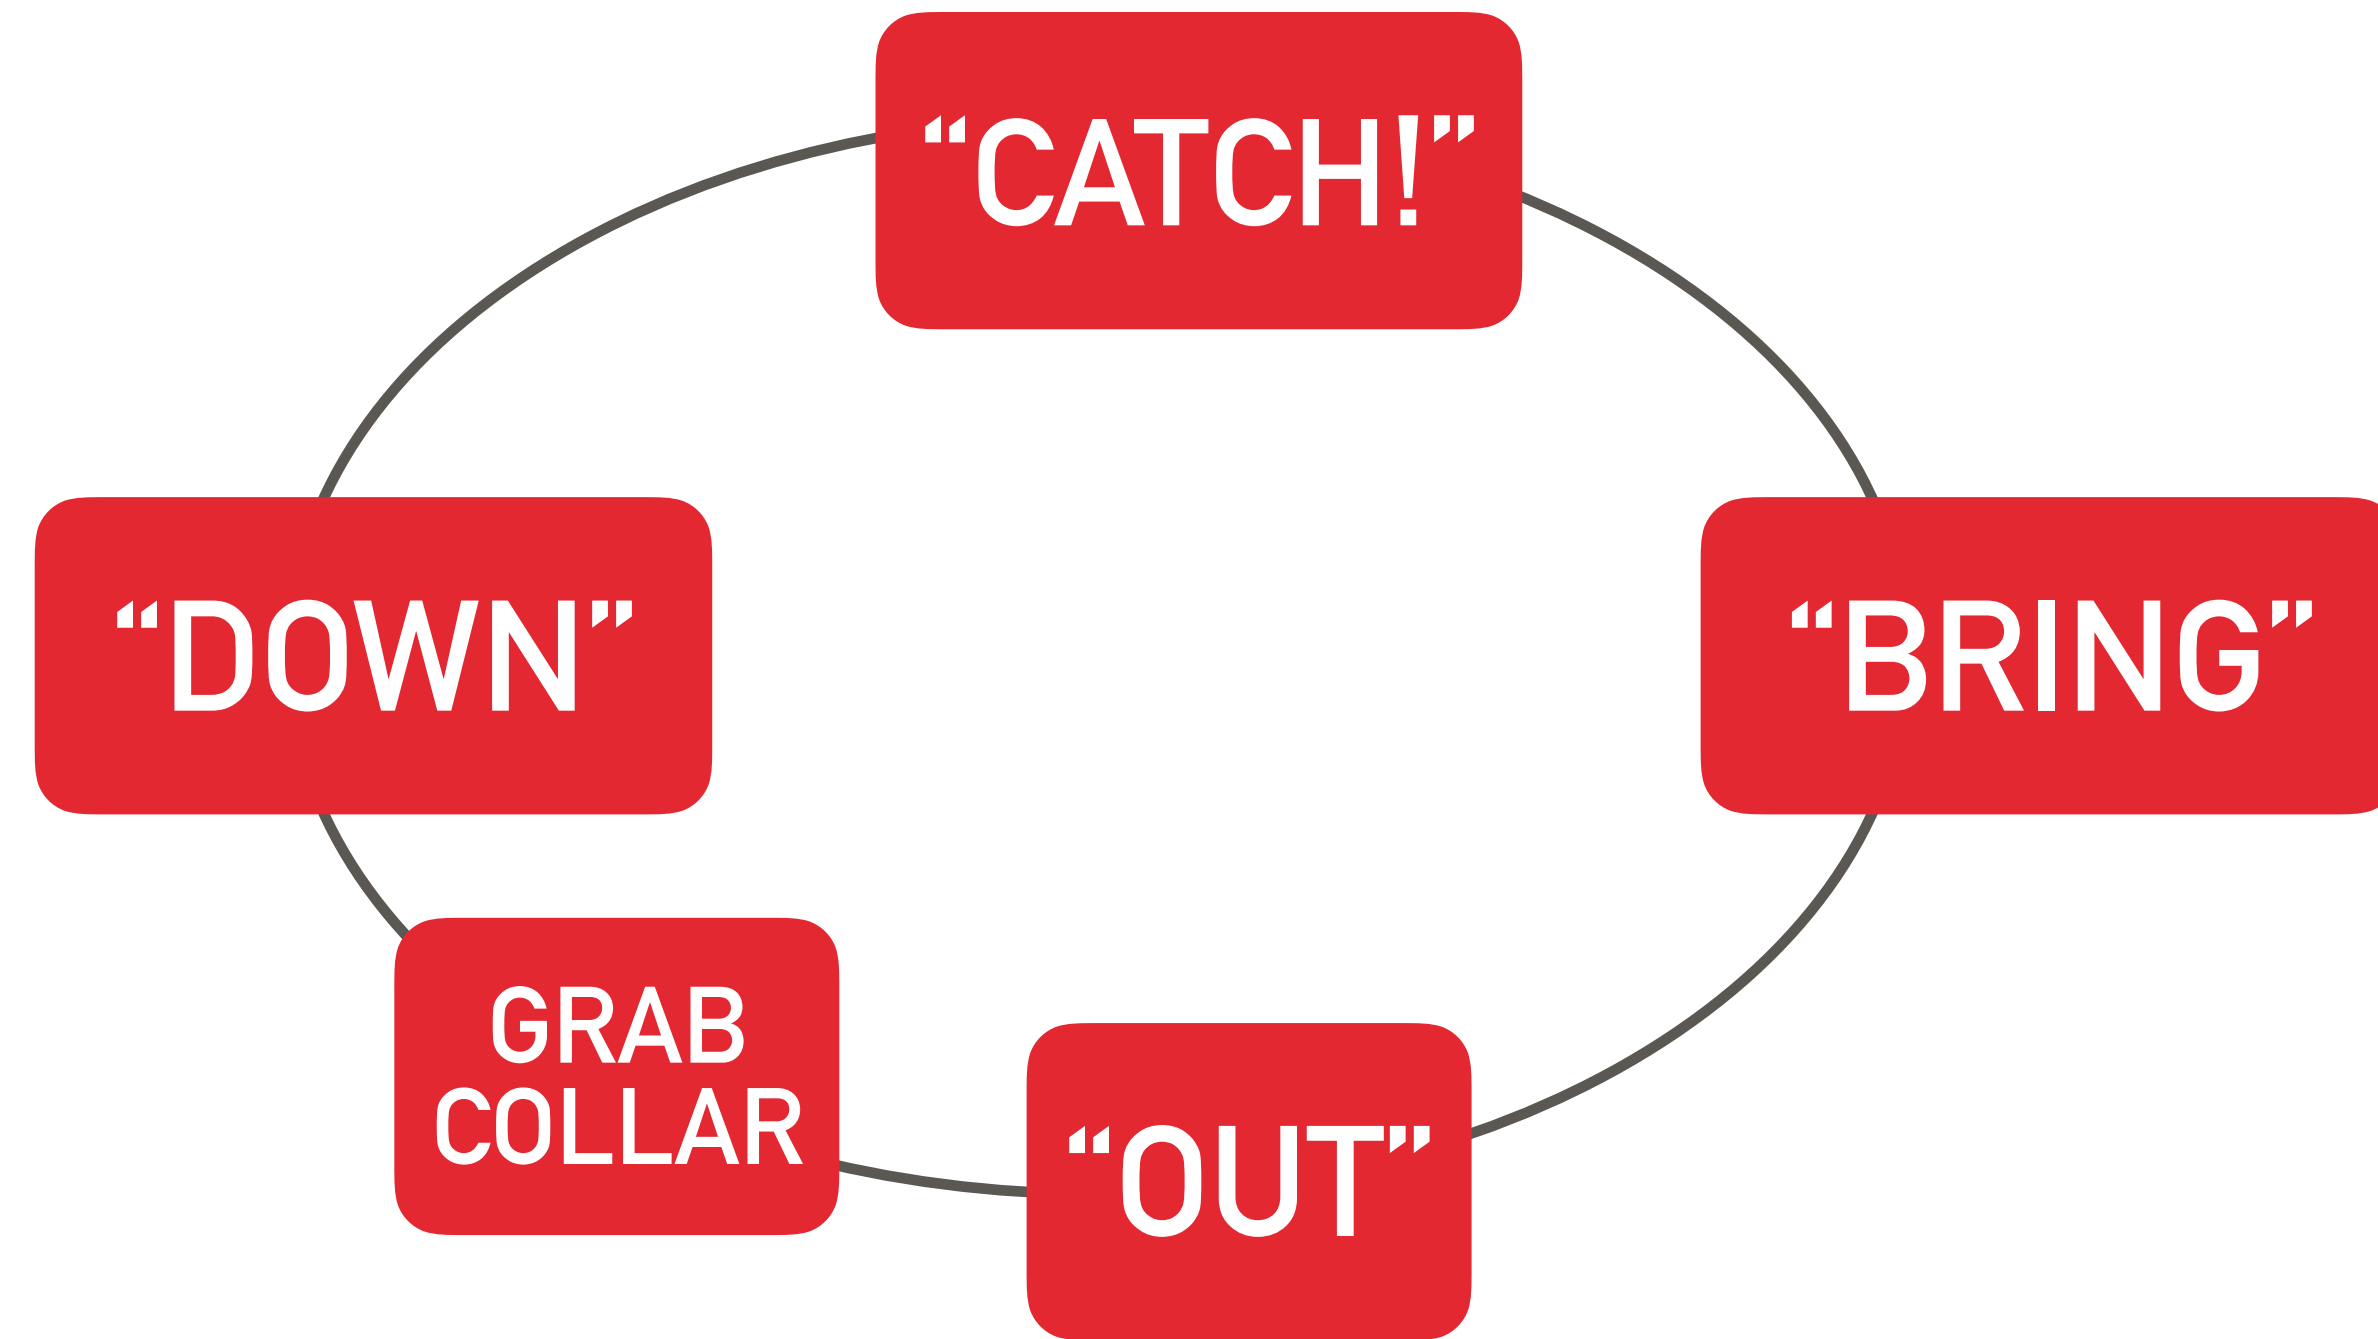 “CATCH!”
“DOWN”
“BRING”
GRAB
COLLAR
“OUT”